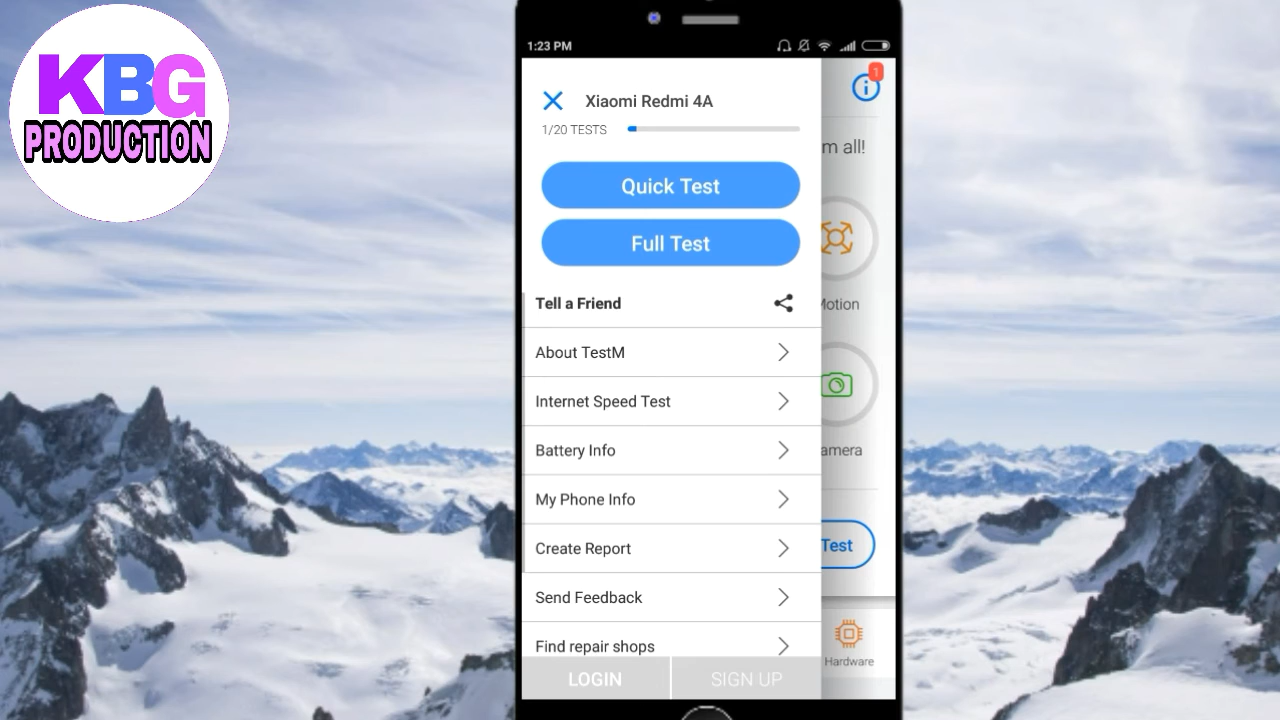 KBG
PRODUCTION
1:23 PM
Xiaomi Redmi 4A
1/20 TESTS
1
m all!
Quick Test
Full Test
Motion
Tell a Friend
About TestM
Internet Speed Test
Battery Info
amera
My Phone Info
Create Report
Test
Send Feedback
Find repair shops
Hardware
LOGIN
SIGN UP